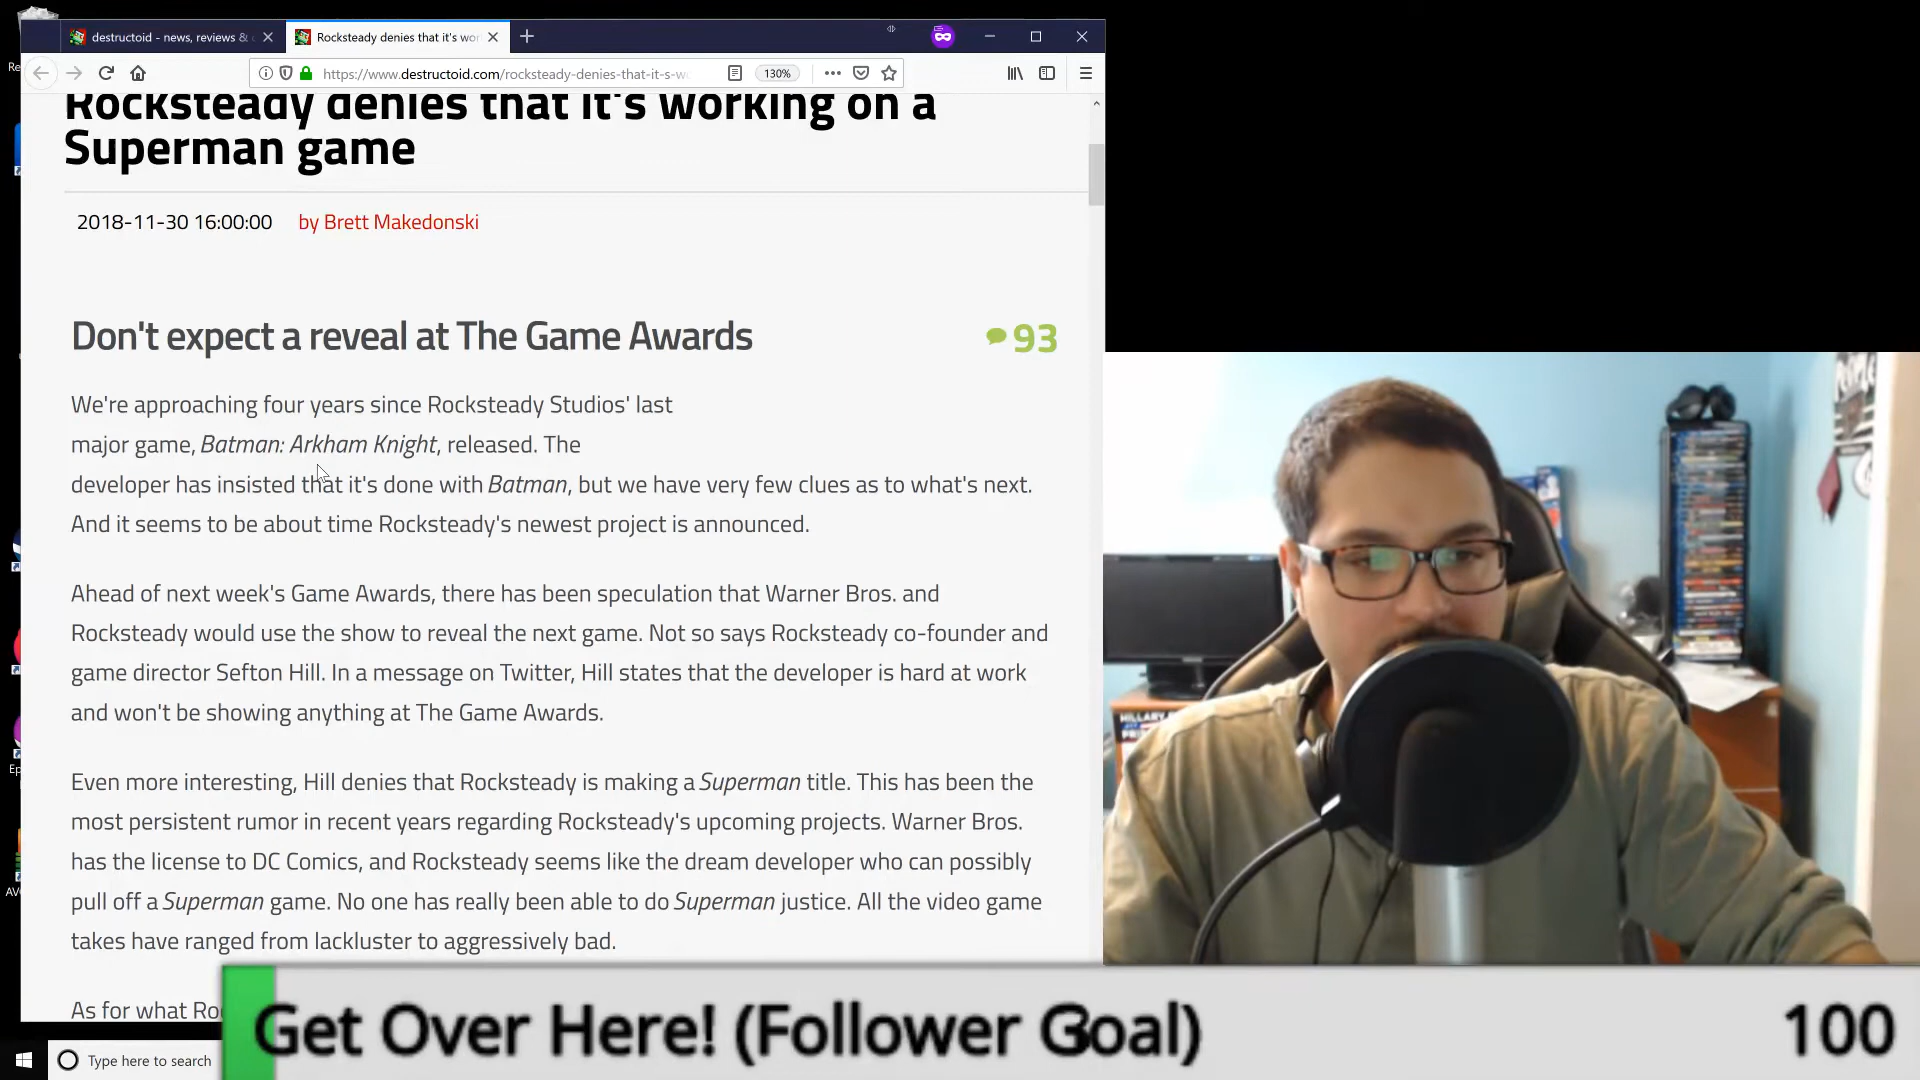 destructoid - news, reviews &
Rocksteady denies that it's wor
https://www.destructoid.com/rocksteady-denies-that-it-s-w
130%
Rocksteady denies that it's working on a
Superman game
2018-11-30 16:00:00 by Brett Makedonski
Don't expect a reveal at The Game Awards
93
We're approaching four years since Rocksteady Studios' last
major game, Batman: Arkham Knight, released. The
developer has insisted that it's done with Batman, but we have very few clues as to what's next.
And it seems to be about time Rocksteady's newest project is announced.
Ahead of next week's Game Awards, there has been speculation that Warner Bros. and
Rocksteady would use the show to reveal the next game. Not so says Rocksteady co-founder and
game director Sefton Hill. In a message on Twitter, Hill states that the developer is hard at work
and won't be showing anything at The Game Awards.
Even more interesting, Hill denies that Rocksteady is making a Superman title. This has been the
most persistent rumor in recent years regarding Rocksteady's upcoming projects. Warner Bros.
has the license to DC Comics, and Rocksteady seems like the dream developer who can possibly
pull off a Superman game. No one has really been able to do Superman justice. All the video game
takes have ranged from lackluster to aggressively bad.
As for what Roc
Get Over Here! (Follower Goal)
3
100
Type here to search
Re
Ep
AV
HILLARY
PEOPLE